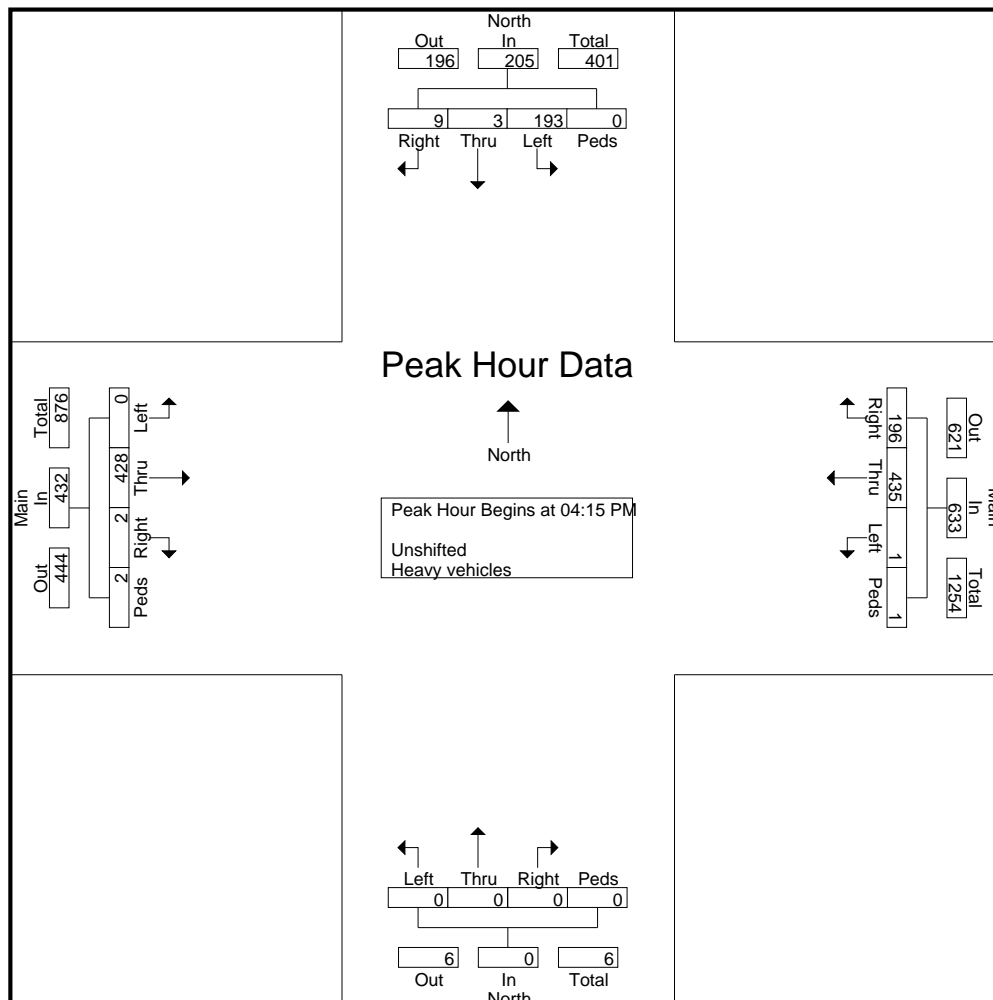 North
Out In Total
196 205 401
9 3 193 0
Right Thru Left Peds
Peak Hour Data
North
Peak Hour Begins at 04:15 PM
Unshifted
Heavy vehicles
Main
Out In Total
444 432 876
Left Thru Right Peds
0 428 2 2
Main
Out In Total
621 633 1254
196 435 1 1
Right Thru Left Peds
Left Thru Right Peds
0 0 0 0
6 0 6
Out In Total
North